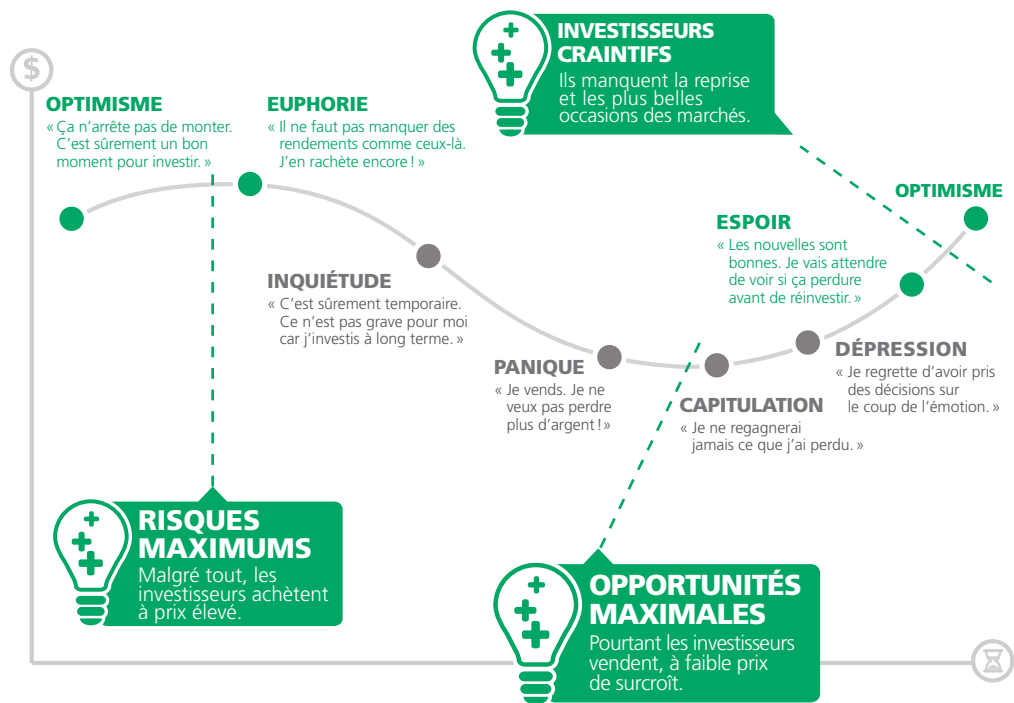 $
INVESTISSEURS
CRAINTIFS
Ils manquent la reprise
et les plus belles
occasions des marchés.
OPTIMISME
« Ça n'arrête pas de monter.
C'est sûrement un bon
moment pour investir. »
EUPHORIE
« Il ne faut pas manquer des
rendements comme ceux-là.
J'en rachète encore ! »
INQUIÉTUDE
« C'est sûrement temporaire.
Ce n'est pas grave pour moi
car j'investis à long terme. »
PANIQUE
« Je vends. Je ne
veux pas perdre
plus d'argent ! »
CAPITULATION
« Je ne regagnerai
jamais ce que j'ai perdu. »
DÉPRESSION
« Je regrette d'avoir pris
des décisions sur
le coup de l'émotion. »
ESPOIR
« Les nouvelles sont
bonnes. Je vais attendre
de voir si ça perdure
avant de réinvestir. »
OPTIMISME
RISQUES
MAXIMUMS
Malgré tout, les
investisseurs achètent
à prix élevé.
OPPORTUNITÉS
MAXIMALES
Pourtant les investisseurs
vendent, à faible prix
de surcroît.